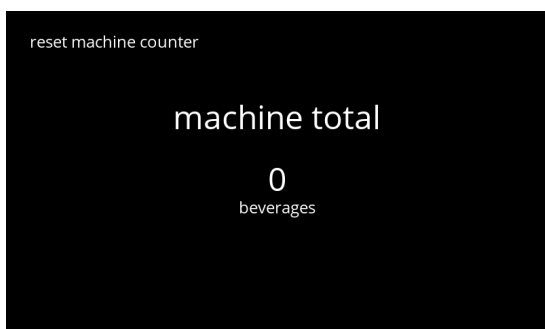 reset machine counter
machine total
0
beverages